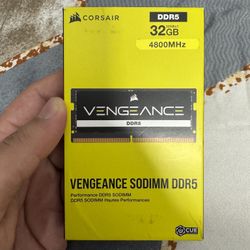 CORSAIR
DDR5
32GB
4800MHz
VENGEANCE
DDR5
VENGEANCE SODIMM DDR5
Performance DDR5 SODIMM
DDR5 SODIMM Hautes Performances
iCUE